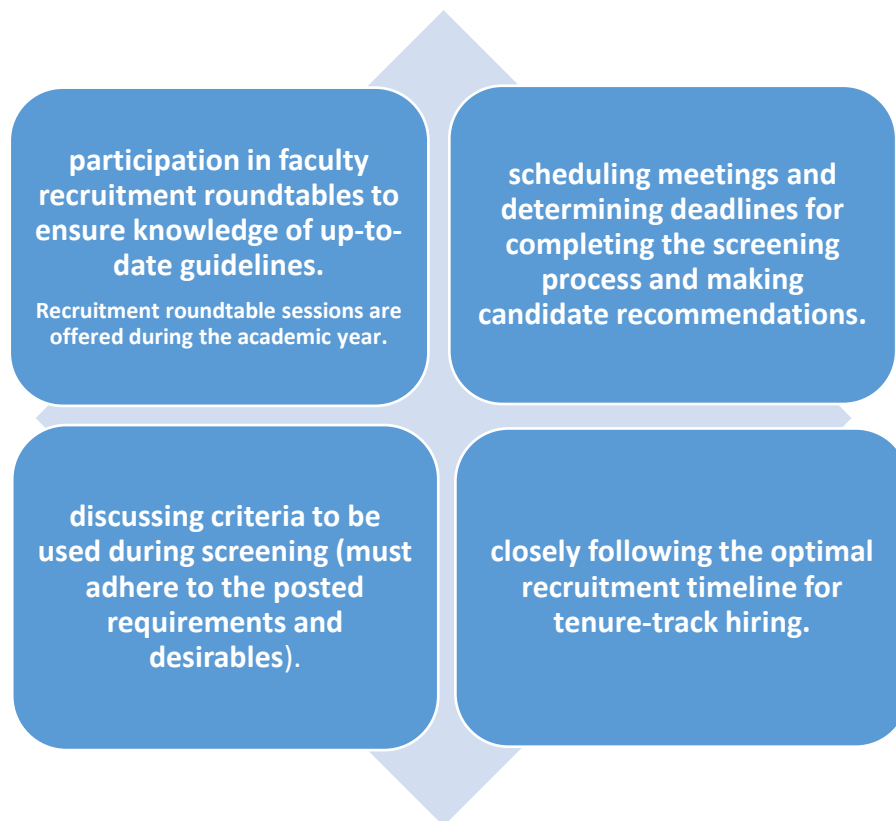 participation in faculty
recruitment roundtables to
ensure knowledge of up-to-
date guidelines.
Recruitment roundtable sessions are
offered during the academic year.
scheduling meetings and
determining deadlines for
completing the screening
process and making
candidate recommendations.
discussing criteria to be
used during screening (must
adhere to the posted
requirements and
desirables).
closely following the optimal
recruitment timeline for
tenure-track hiring.